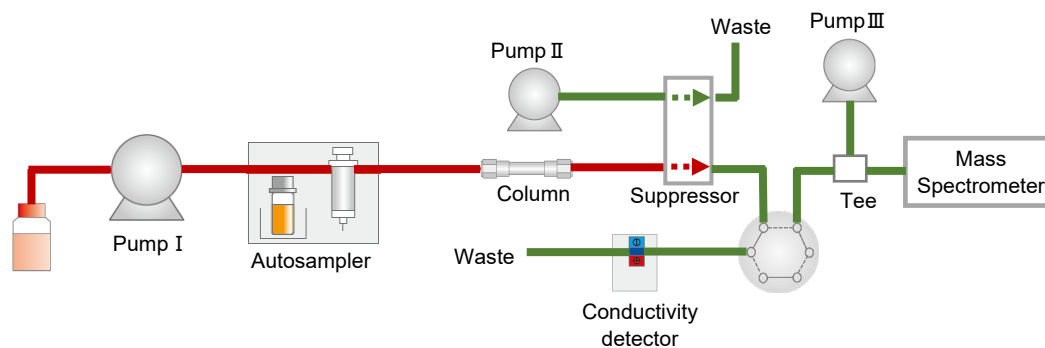 Pump Ⅲ
Waste
Pump Ⅱ
Mass
Spectrometer
Column
Suppressor
Tee
Pump Ⅰ
Autosampler
Waste
Conductivity
detector